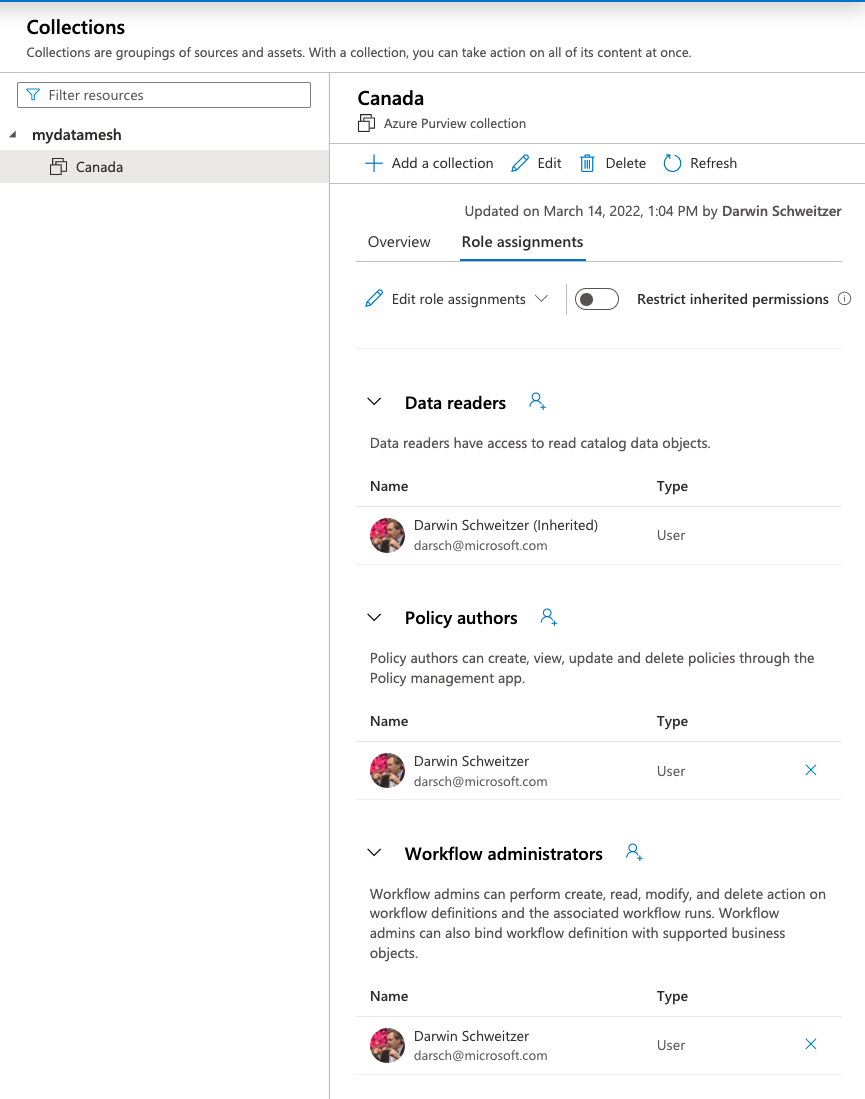 Collections
Collections are groupings of sources and assets. With a collection, you can take action on all of its content at once.
Filter resources
mydatamesh
Canada
Canada
Azure Purview collection
Add a collection
Edit
Delete
Refresh
Updated on March 14, 2022, 1:04 PM by Darwin Schweitzer
Overview
Role assignments
Edit role assignments
Restrict inherited permissions
Data readers
Data readers have access to read catalog data objects.
Name
Type
Darwin Schweitzer (Inherited)
darsch@microsoft.com
User
Policy authors
Policy authors can create, view, update and delete policies through the
Policy management app.
Name
Type
Darwin Schweitzer
darsch@microsoft.com
User
Workflow administrators
Workflow admins can perform create, read, modify, and delete action on
workflow definitions and the associated workflow runs. Workflow
admins can also bind workflow definition with supported business
objects.
Name
Type
Darwin Schweitzer
darsch@microsoft.com
User